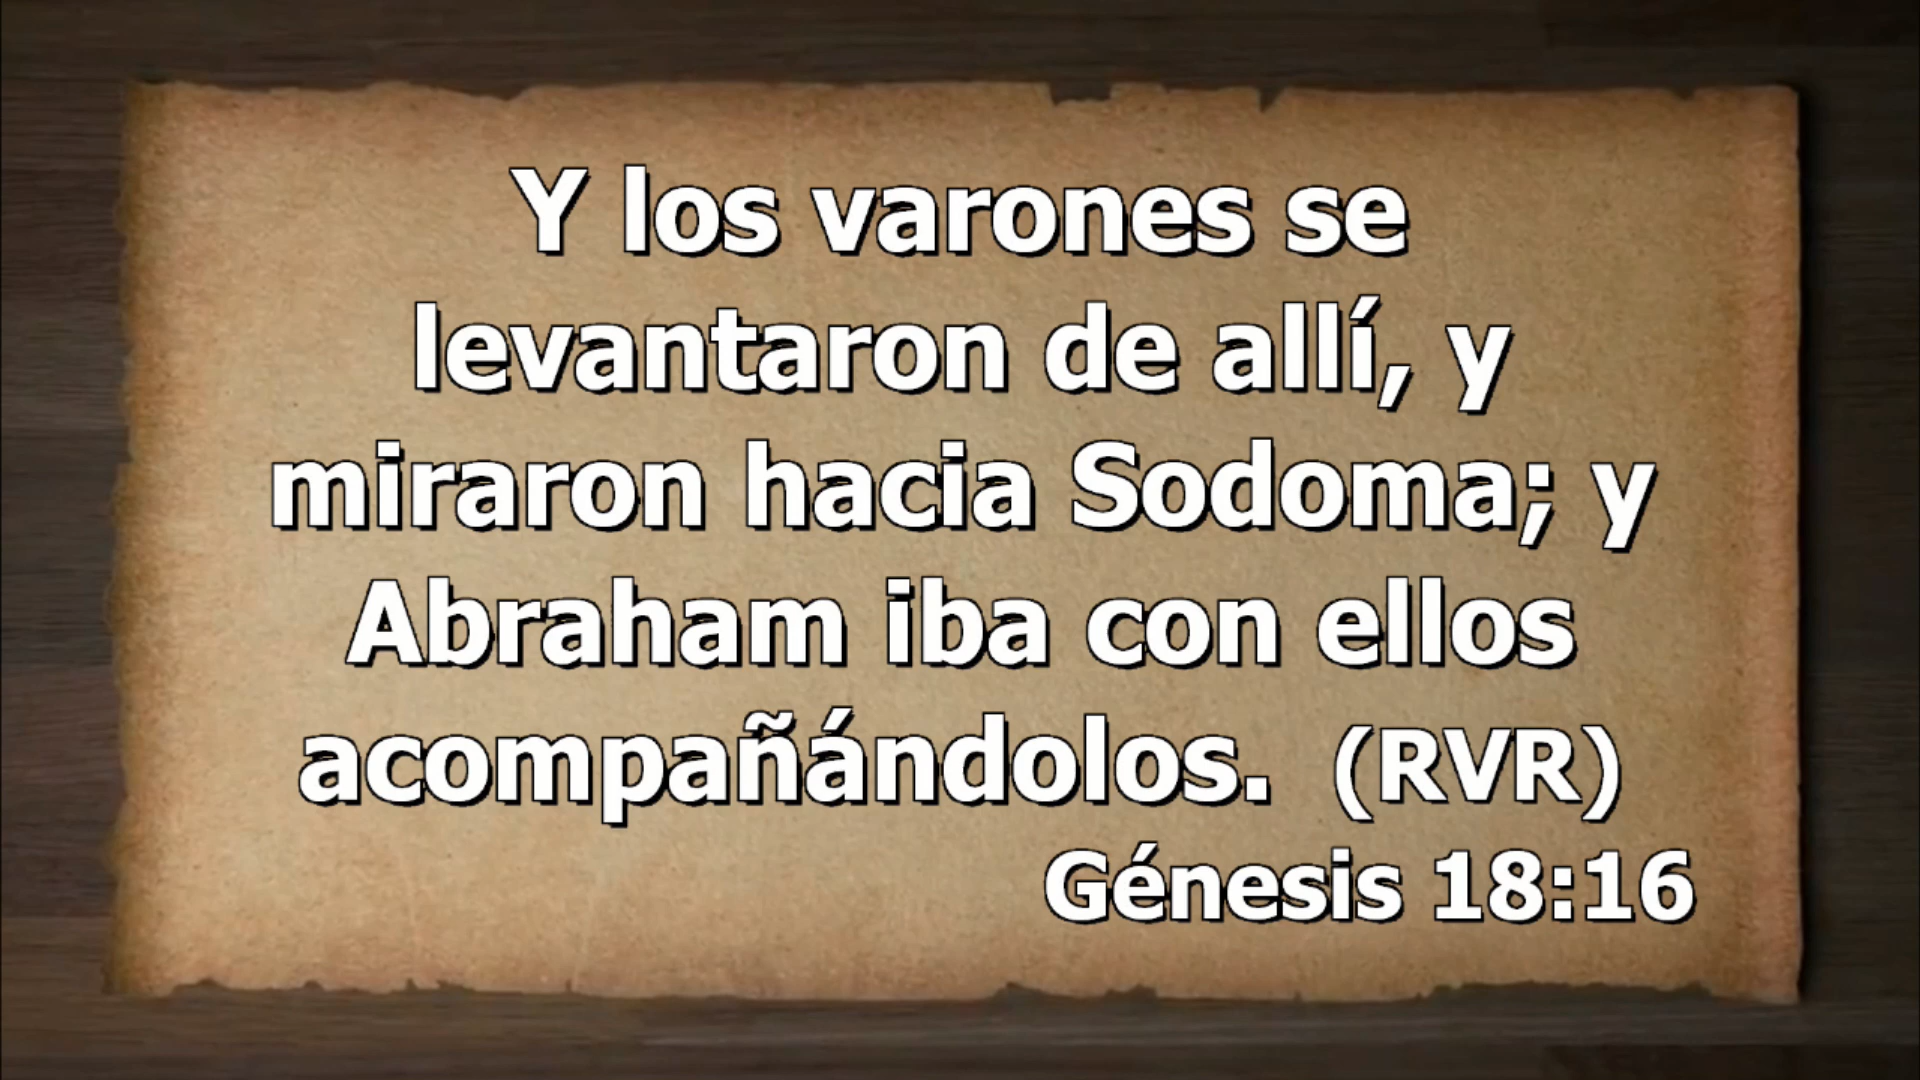 Y los varones se
levantaron de allí, y
miraron hacia Sodoma; y
Abraham iba con ellos
acompañándolos. (RVR)
Génesis 18:16